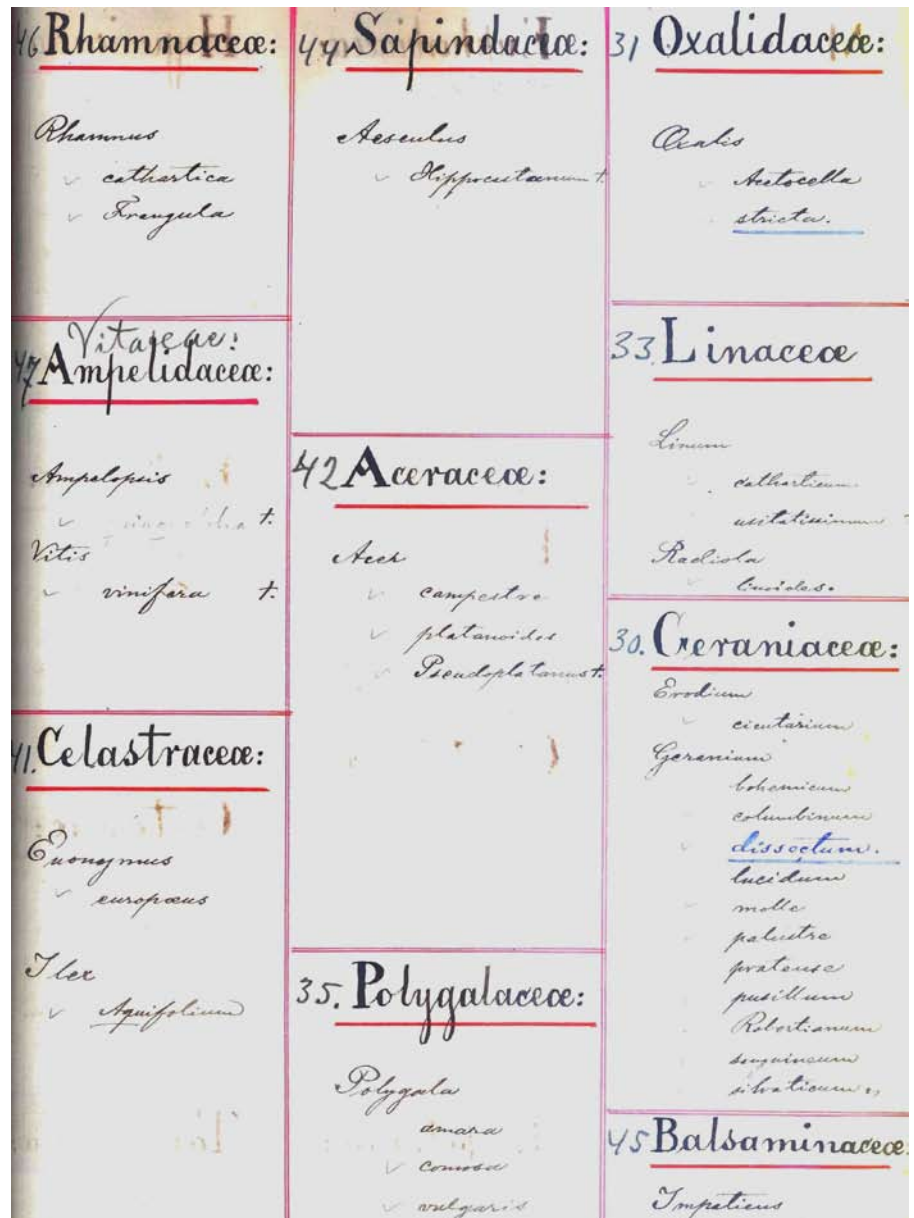 46 Rhamnaceæ:
Rhamnus
cathartica
Frangula
Vitaceae:
47 Ampelidaceæ:
Ampelopsis
†.
Vitis
vinifera †.
41. Celastraceæ:
Euonymus
europæus
Ilex
Aquifolium
44 Sapindaceæ:
Aesculus
Hippocastanum †.
42 Aceraceæ:
Acer
campestre
platanoides
Pseudoplatanus †.
35. Polygalaceæ:
Polygala
amara
comosa
vulgaris
31 Oxalidaceæ:
Oxalis
Acetocella
stricta.
33. Linaceæ
Linum
catharticum
usitatissimum
Radiola
linoides.
30. Geraniaceæ:
Erodium
cicutarium
Geranium
bohemicum
columbinum
dissectum.
lucidum
molle
palustre
pratense
pusillum
Robertianum
sanguineum
silvaticum
45 Balsaminaceæ:
Impatiens